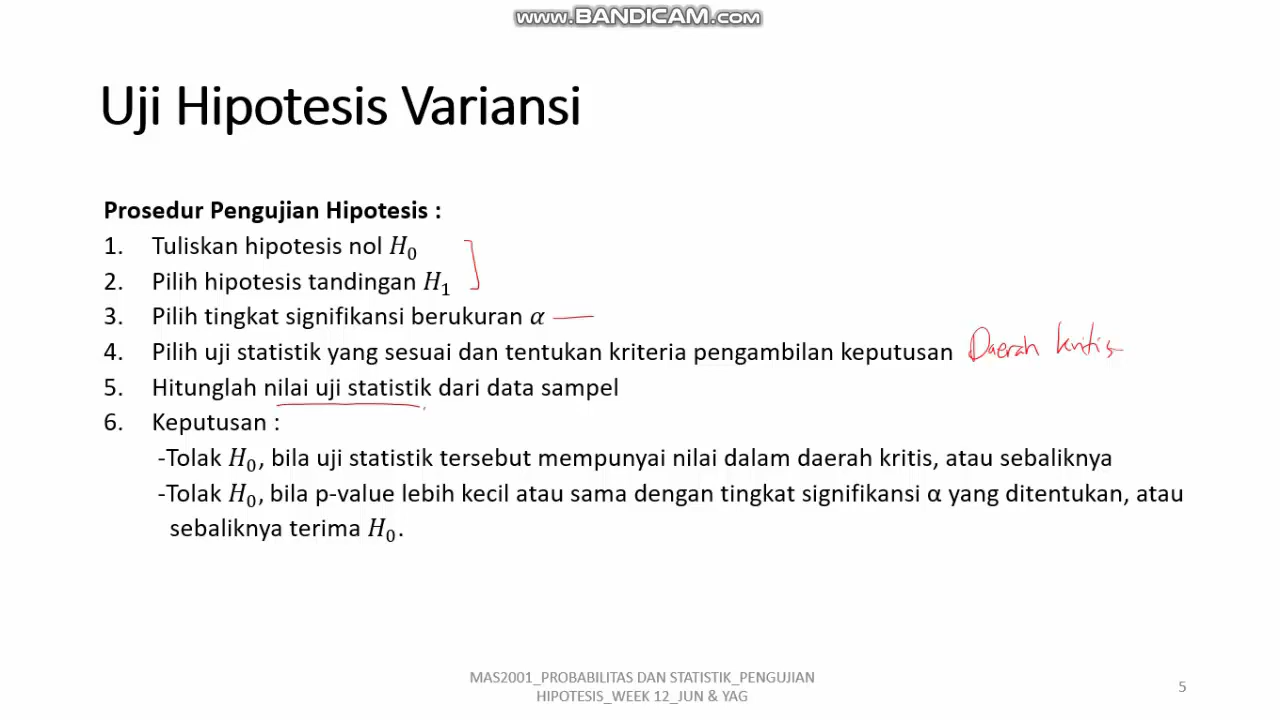 www.BANDICAM.com
Uji Hipotesis Variansi
Prosedur Pengujian Hipotesis :
1. Tuliskan hipotesis nol H₀
2. Pilih hipotesis tandingan H₁
3. Pilih tingkat signifikansi berukuran α
4. Pilih uji statistik yang sesuai dan tentukan kriteria pengambilan keputusan Daerah kritis
5. Hitunglah nilai uji statistik dari data sampel
6. Keputusan :
-Tolak H₀, bila uji statistik tersebut mempunyai nilai dalam daerah kritis, atau sebaliknya
-Tolak H₀, bila p-value lebih kecil atau sama dengan tingkat signifikansi α yang ditentukan, atau
sebaliknya terima H₀.
MAS2001_PROBABILITAS DAN STATISTIK_PENGUJIAN
HIPOTESIS_WEEK 12_JUN & YAG
5